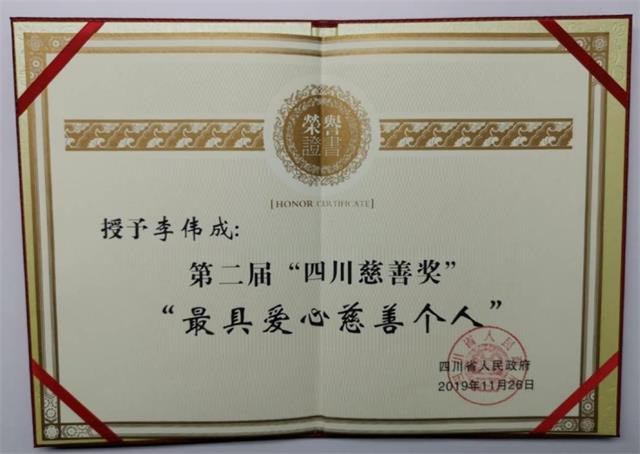 榮譽
證書
[HONOR CERTIFICATE]
授予李伟成:
第二届“四川慈善奖”
“最具爱心慈善个人”
四川省人民政府
2019年11月26日